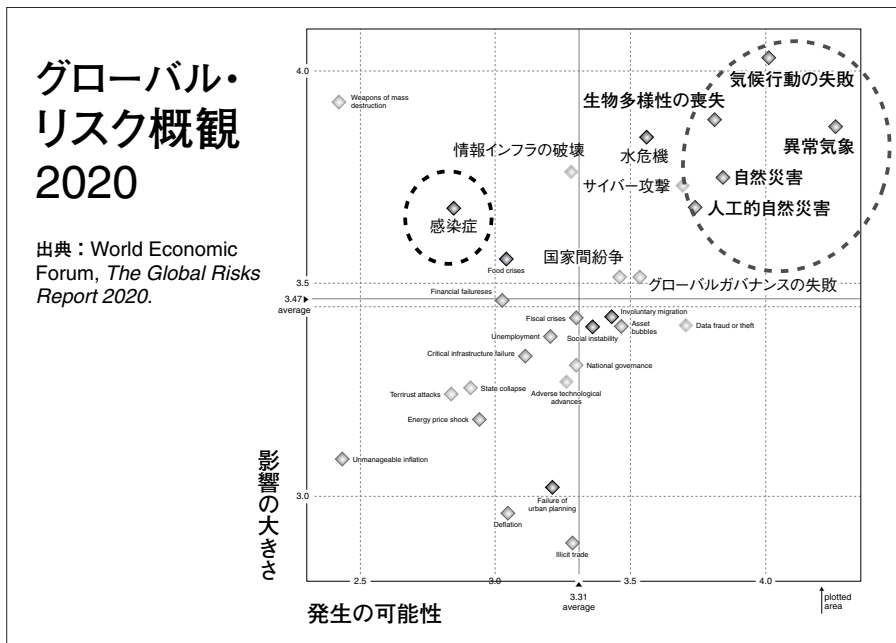 グローバル・
リスク概観
2020
出典：World Economic
Forum, The Global Risks
Report 2020.
4.0
Weapons of mass
destruction
気候行動の失敗
生物多様性の喪失
異常気象
水危機
情報インフラの破壊
サイバー攻撃
自然災害
人工的自然災害
感染症
Food crises
国家間紛争
グローバルガバナンスの失敗
3.5
Financial failureses
3.47
average
Fiscal crises
Involuntary migration
Asset
bubbles
Data fraud or theft
Social instability
Unemployment
Critical infrastructure failure
National governance
State collapse
Adverse technological
advances
Terrirust attacks
Energy price shock
Unmanageable inflation
影響の大きさ
3.0
Failure of
urban planning
Deflation
Illicit trade
2.5
3.0
3.31
average
3.5
4.0
plotted
area
発生の可能性